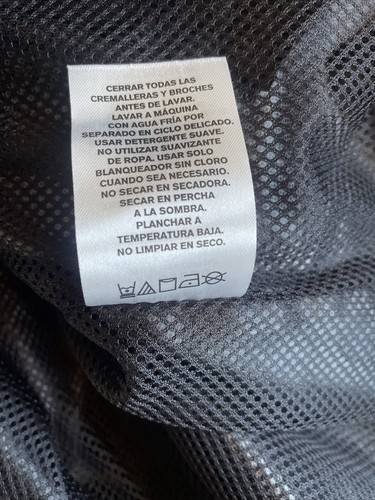 CERRAR TODAS LAS
CREMALLERAS Y BROCHES
ANTES DE LAVAR.
LAVAR A MÁQUINA
CON AGUA FRÍA POR
SEPARADO EN CICLO DELICADO.
USAR DETERGENTE SUAVE.
NO UTILIZAR SUAVIZANTE
DE ROPA. USAR SOLO
BLANQUEADOR SIN CLORO
CUANDO SEA NECESARIO.
NO SECAR EN SECADORA.
SECAR EN PERCHA
A LA SOMBRA.
PLANCHAR A
TEMPERATURA BAJA.
NO LIMPIAR EN SECO.